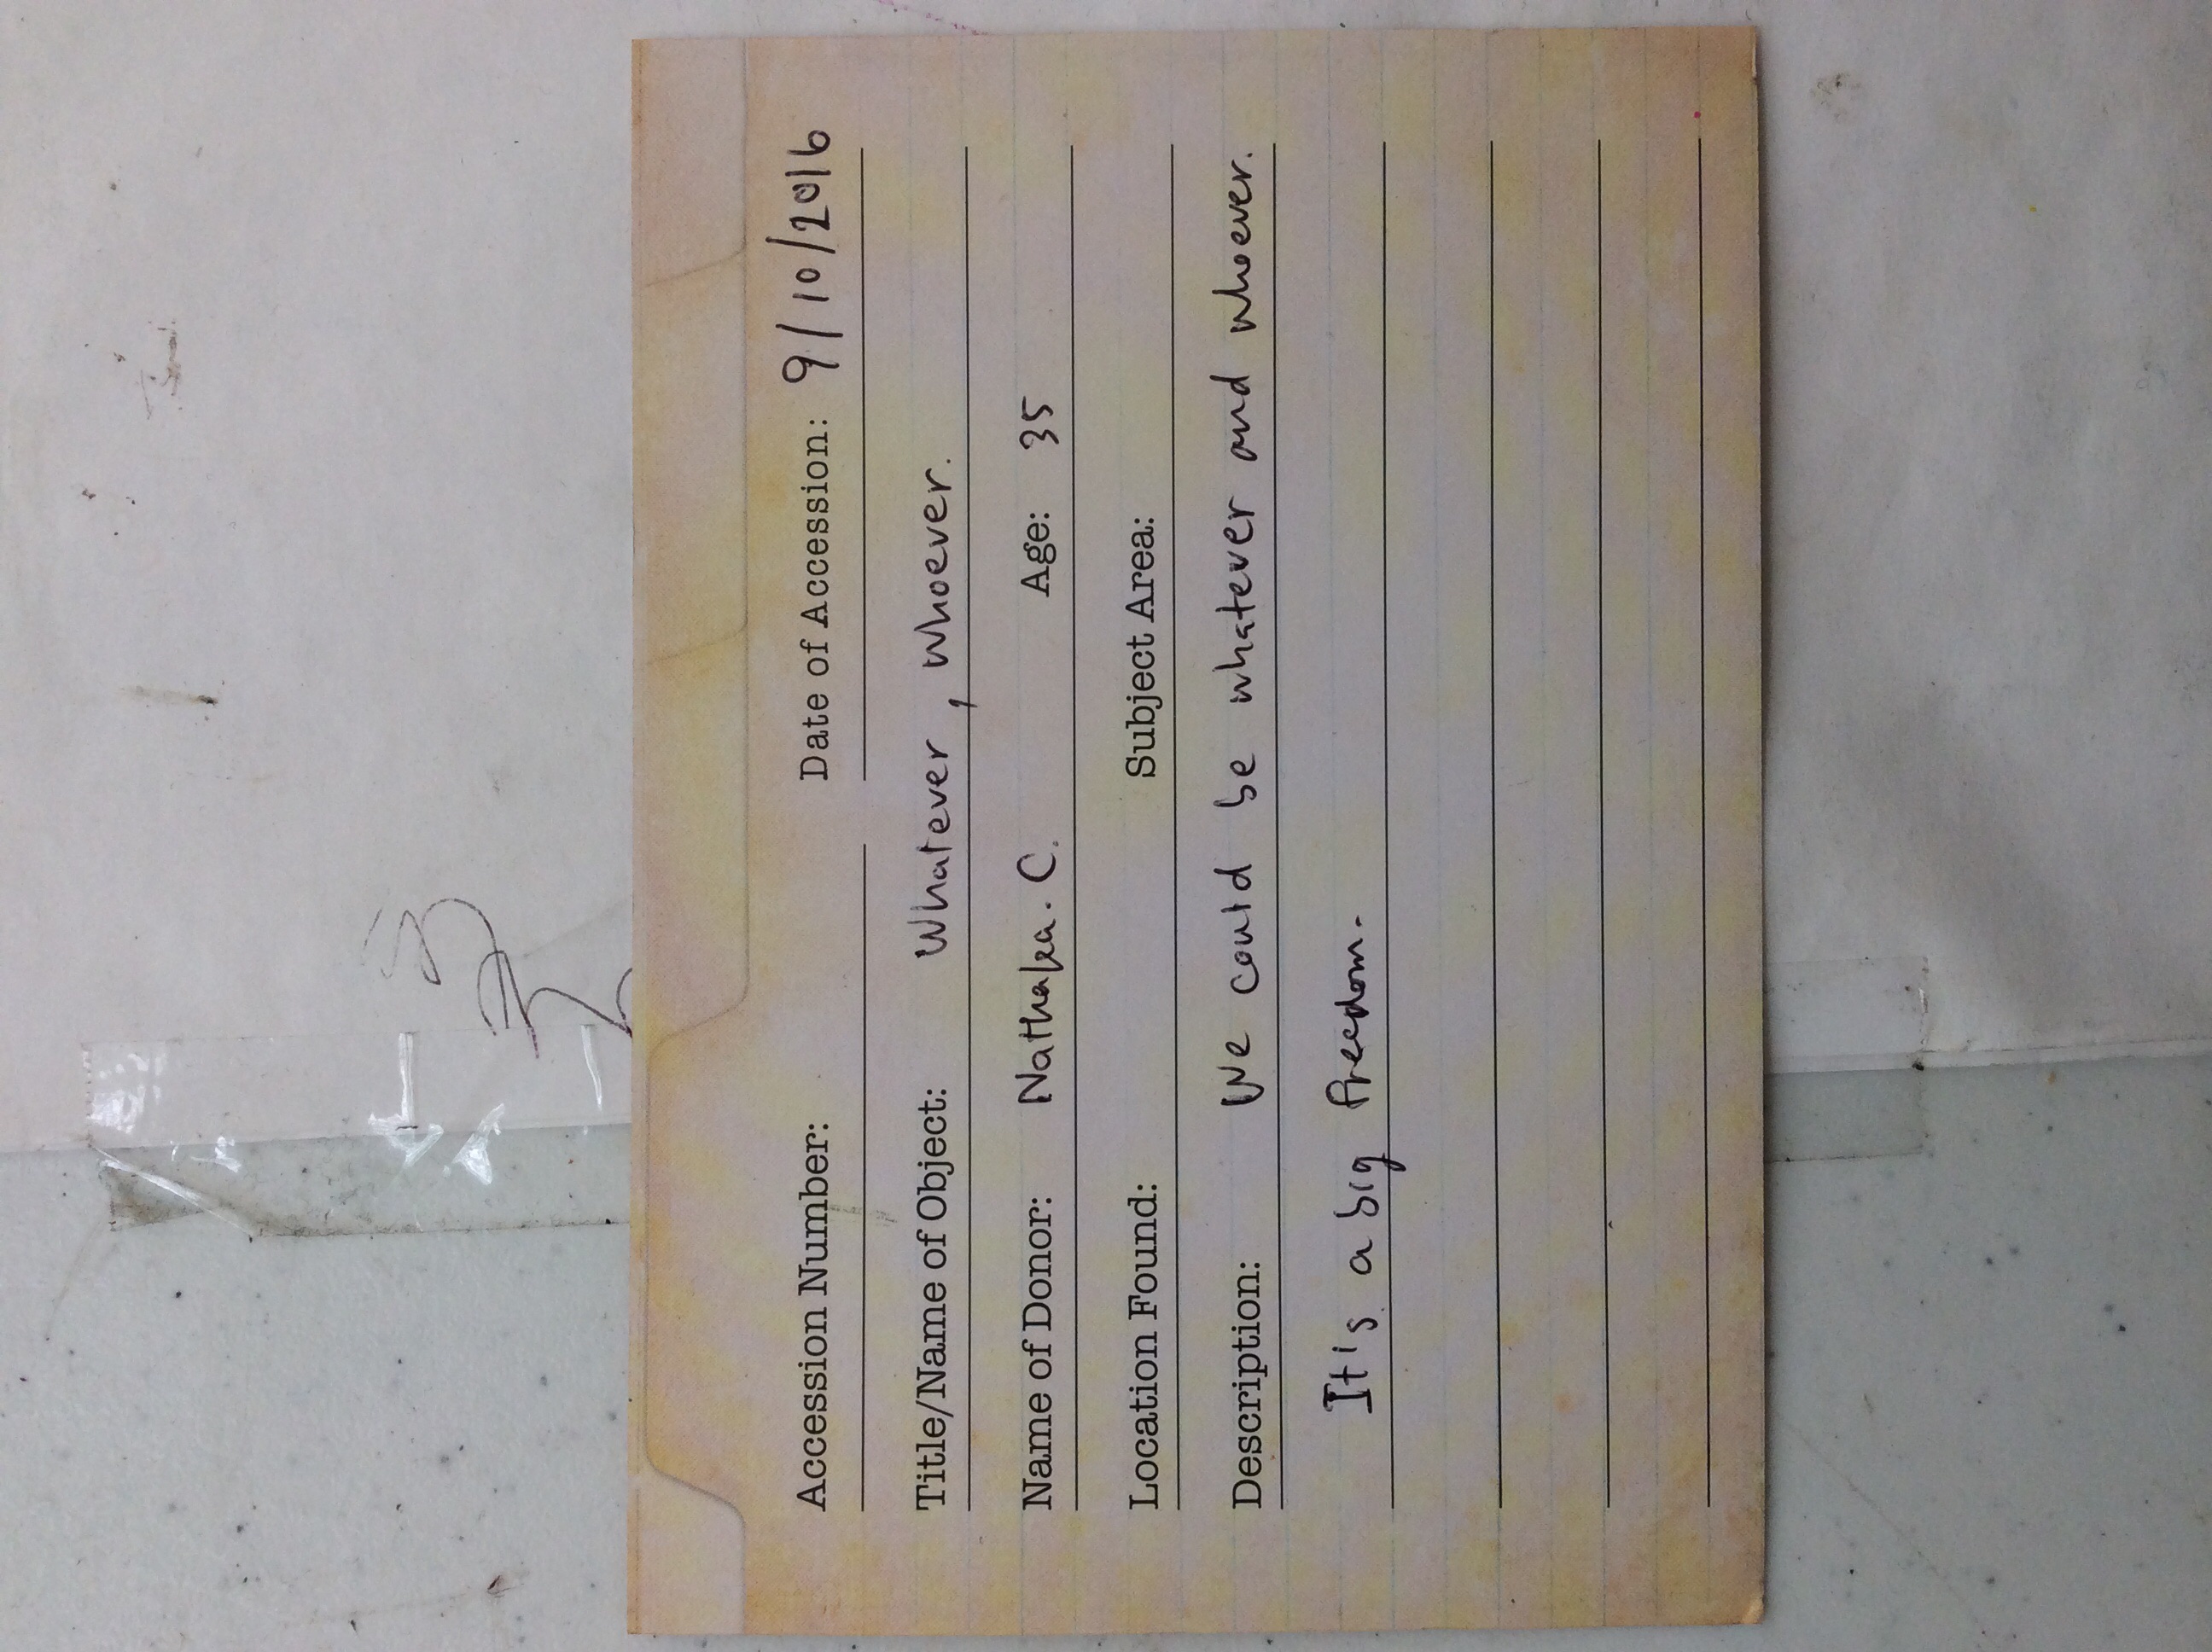 Accession Number: Date of Accession: 9/10/2016
Title/Name of Object: Whatever, Whoever.
Name of Donor: Nathaka. C. Age: 35
Location Found: Subject Area:
Description: We could be whatever and whoever.
It's a big freedom.